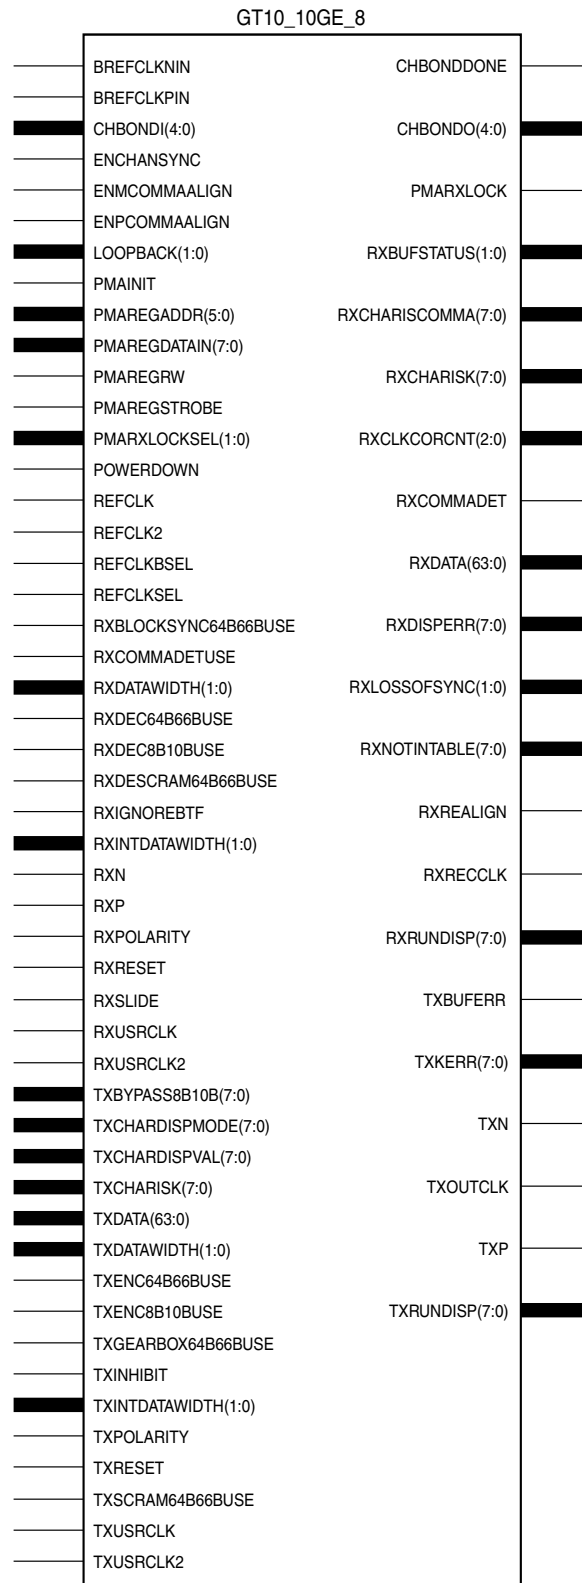 GT10_10GE_8
BREFCLKNIN CHBONDDONE
BREFCLKPIN
CHBONDI(4:0) CHBONDO(4:0)
ENCHANSYNC
ENMCOMMAALIGN PMARXLOCK
ENPCOMMAALIGN
LOOPBACK(1:0) RXBUFSTATUS(1:0)
PMAINIT
PMAREGADDR(5:0) RXCHARISCOMMA(7:0)
PMAREGDATAIN(7:0)
PMAREGRW RXCHARISK(7:0)
PMAREGSTROBE
PMARXLOCKSEL(1:0) RXCLKCORCNT(2:0)
POWERDOWN
REFCLK RXCOMMADET
REFCLK2
REFCLKBSEL RXDATA(63:0)
REFCLKSEL
RXBLOCKSYNC64B66BUSE RXDISPERR(7:0)
RXCOMMADETUSE
RXDATAWIDTH(1:0) RXLOSSOFSYNC(1:0)
RXDEC64B66BUSE
RXDEC8B10BUSE RXNOTINTABLE(7:0)
RXDESCRAM64B66BUSE
RXIGNOREBTF RXREALIGN
RXINTDATAWIDTH(1:0)
RXN RXRECCLK
RXP
RXPOLARITY RXRUNDISP(7:0)
RXRESET
RXSLIDE TXBUFERR
RXUSRCLK
RXUSRCLK2 TXKERR(7:0)
TXBYPASS8B10B(7:0)
TXCHARDISPMODE(7:0) TXN
TXCHARDISPVAL(7:0)
TXCHARISK(7:0) TXOUTCLK
TXDATA(63:0)
TXDATAWIDTH(1:0) TXP
TXENC64B66BUSE
TXENC8B10BUSE TXRUNDISP(7:0)
TXGEARBOX64B66BUSE
TXINHIBIT
TXINTDATAWIDTH(1:0)
TXPOLARITY
TXRESET
TXSCRAM64B66BUSE
TXUSRCLK
TXUSRCLK2